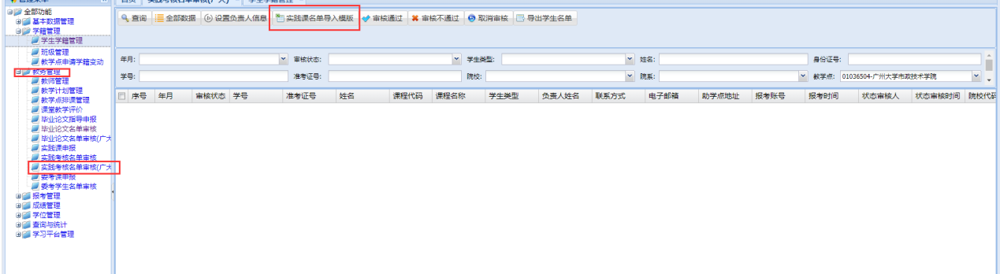 管理菜单
首页 实践考核名单审核(广大) 学生学籍管理
全部功能
基本数据管理
学籍管理
学生学籍管理
班级管理
教学点申请学籍变动
教务管理
教师管理
教学计划管理
教学点排课管理
课堂教学评价
毕业论文指导申报
毕业论文名单审核
毕业论文名单审核(广大
实践课申报
实践考核名单审核
实践考核名单审核(广大
委考课申报
委考学生名单审核
报考管理
成绩管理
学位管理
查询与统计
学习平台管理
查询 全部数据 设置负责人信息 实践课名单导入模版 审核通过 审核不通过 取消审核 导出学生名单
年月: 审核状态: 学生类型: 姓名: 身份证号:
学号: 准考证号: 院校: 院系: 教学点: 01036504-广州大学市政技术学院
序号 年月 审核状态 学号 准考证号 姓名 课程代码 课程名称 学生类型 负责人姓名 联系方式 电子邮箱 助学点地址 报考账号 报考时间 状态审核人 状态审核时间 院校代码